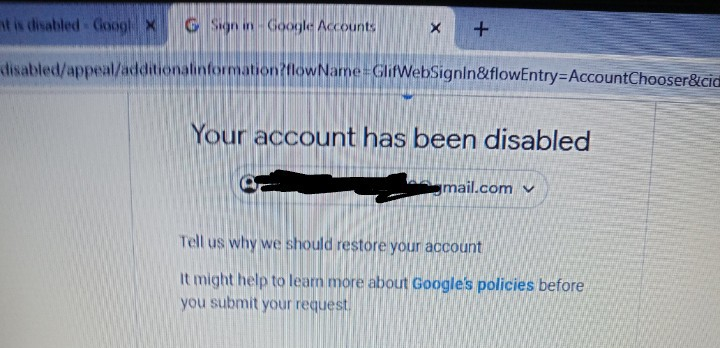 is disabled - Googl
Sign in - Google Accounts
disabled/appeal/additionalinformation?flowName=GlifWebSignIn&flowEntry=AccountChooser&cid
Your account has been disabled
@gmail.com
Tell us why we should restore your account
It might help to learn more about Google's policies before
you submit your request.